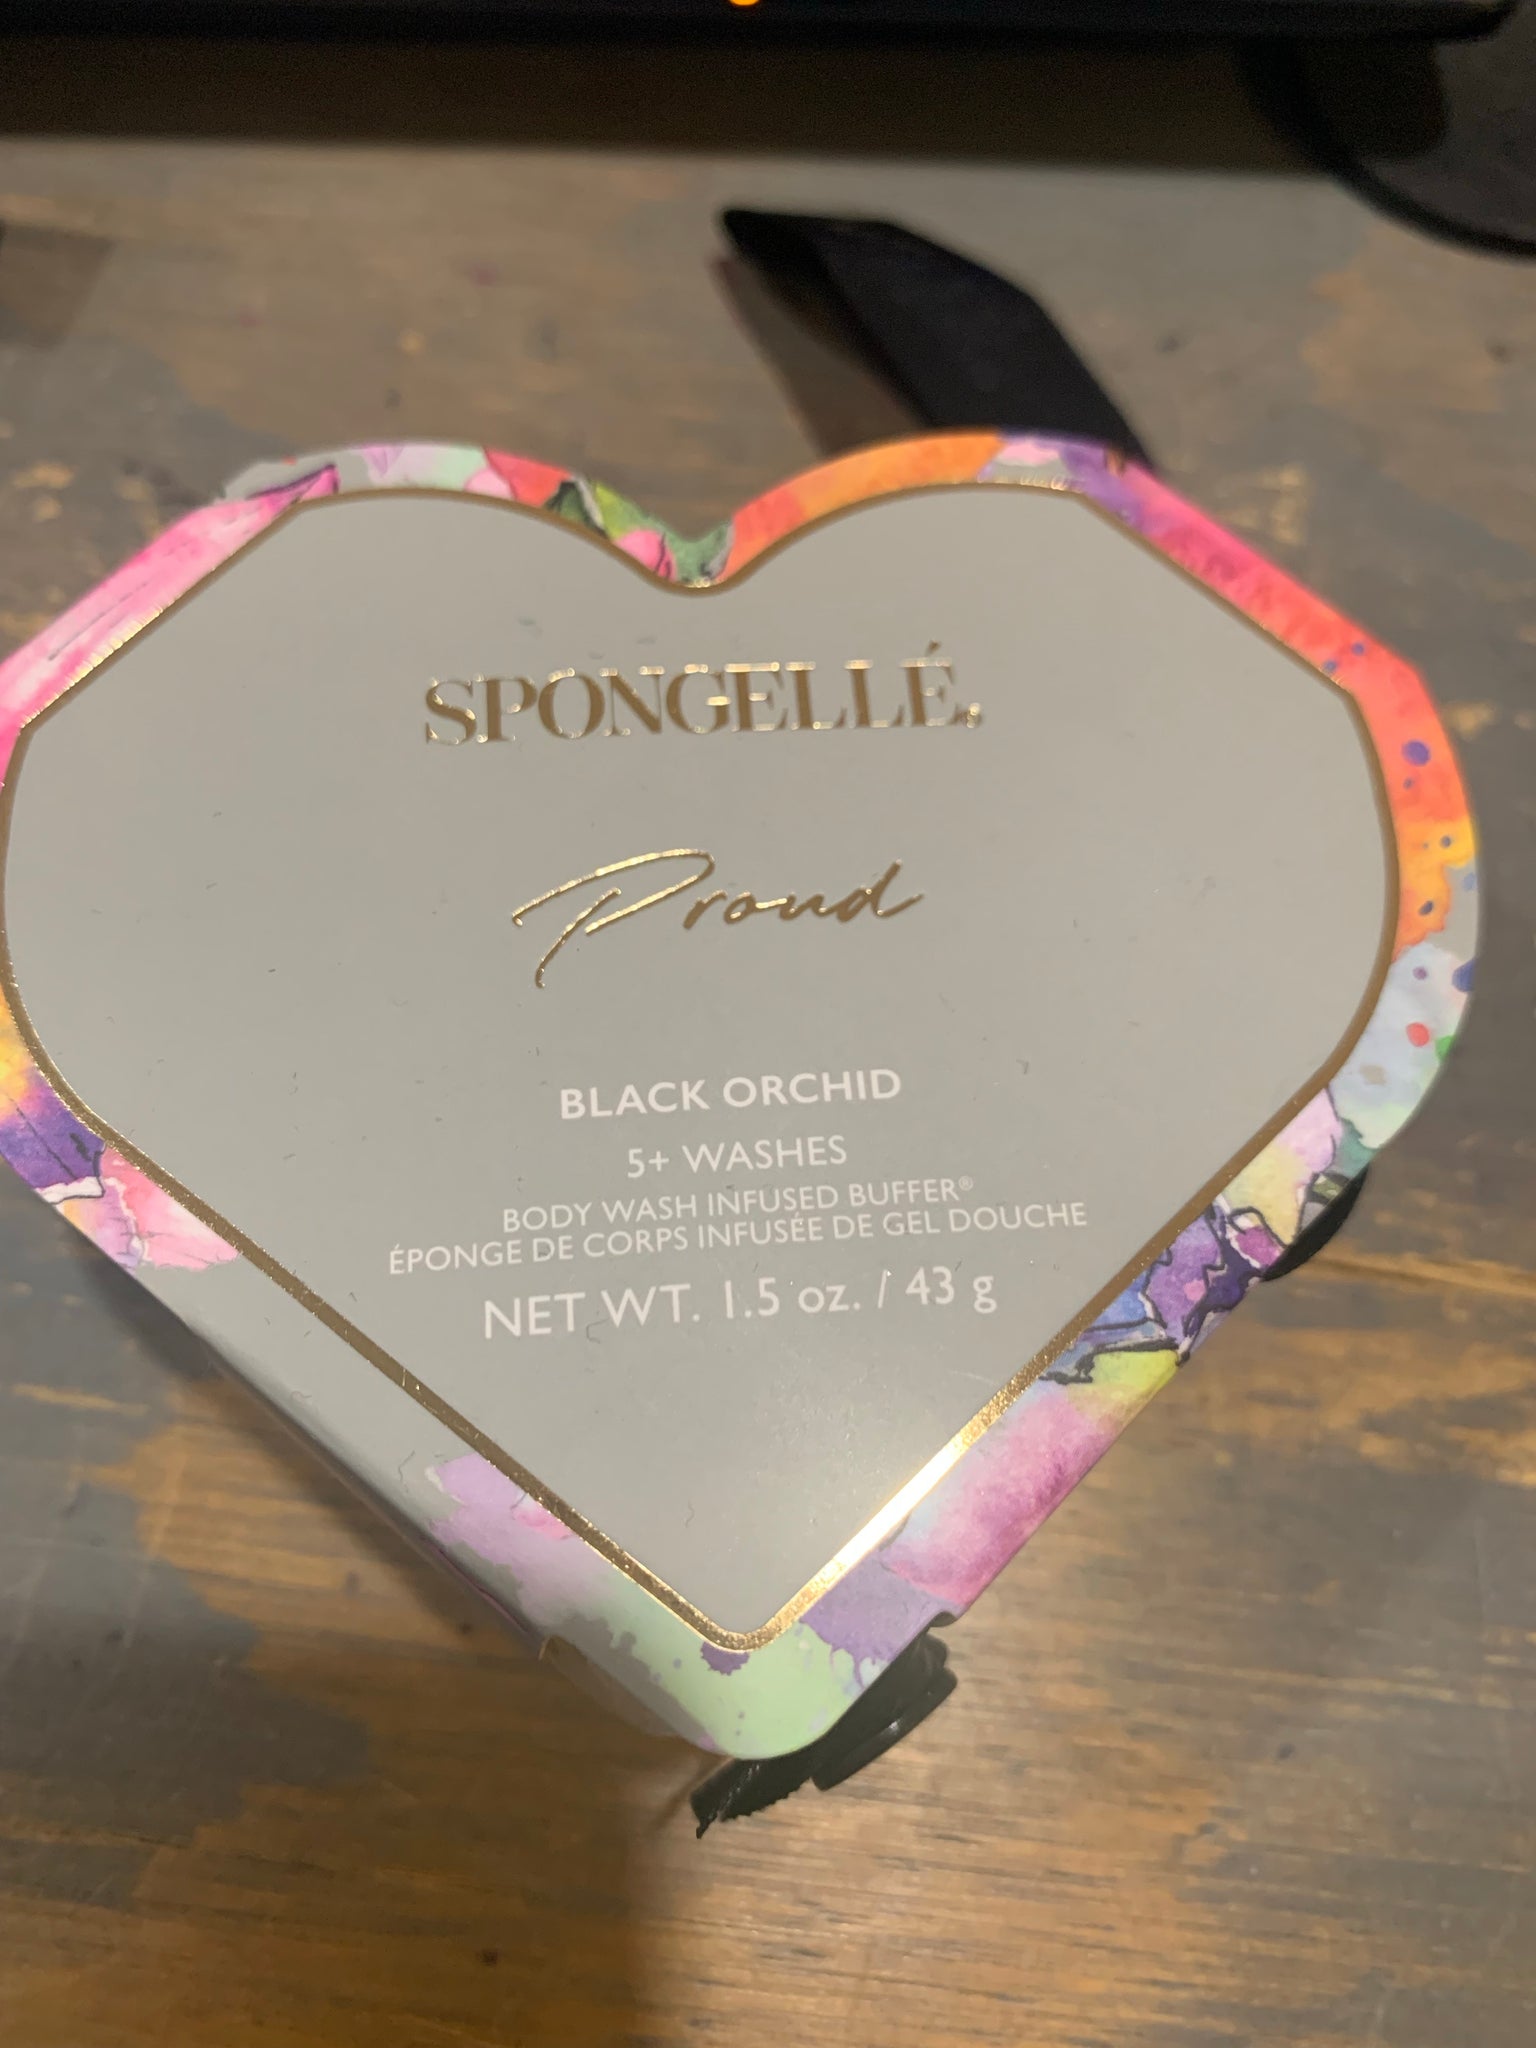 SPONGELLÉ®
Proud
BLACK ORCHID
5+ WASHES
BODY WASH INFUSED BUFFER®
ÉPONGE DE CORPS INFUSÉE DE GEL DOUCHE
NET WT. 1.5 oz. / 43 g